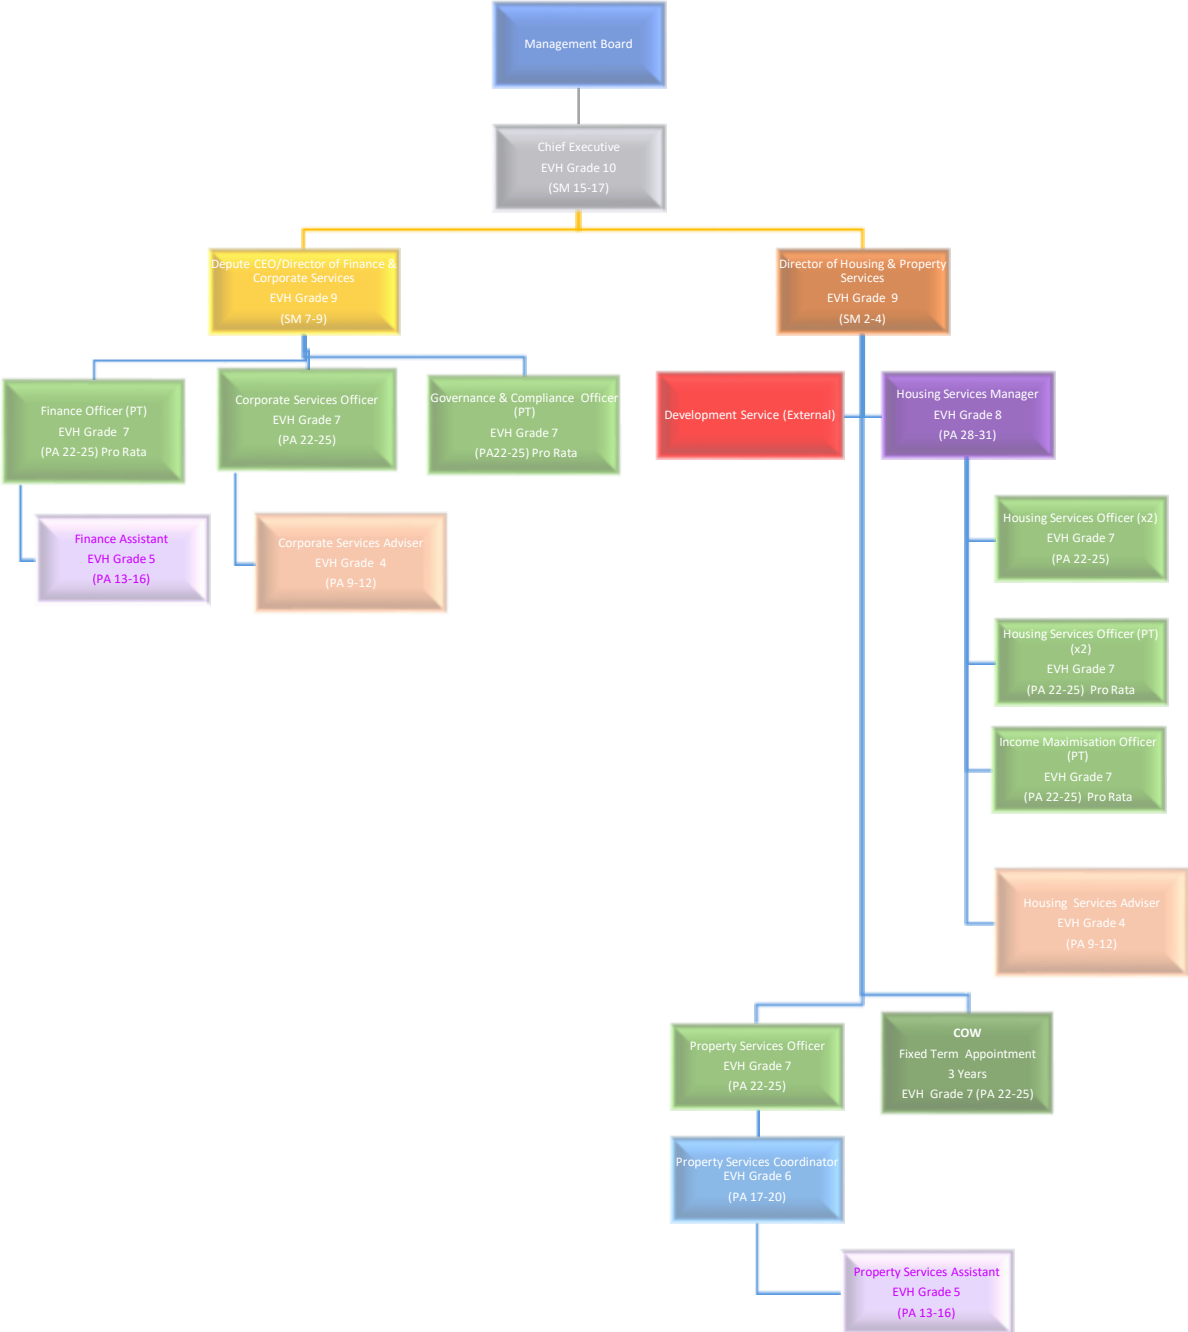 Management Board
Chief Executive
EVH Grade 10
(SM 15-17)
Depute CEO/Director of Finance &
Corporate Services
EVH Grade 9
(SM 7-9)
Director of Housing & Property
Services
EVH Grade 9
(SM 2-4)
Finance Officer (PT)
EVH Grade 7
(PA 22-25) Pro Rata
Corporate Services Officer
EVH Grade 7
(PA 22-25)
Governance & Compliance Officer
(PT)
EVH Grade 7
(PA22-25) Pro Rata
Development Service (External)
Housing Services Manager
EVH Grade 8
(PA 28-31)
Finance Assistant
EVH Grade 5
(PA 13-16)
Corporate Services Adviser
EVH Grade 4
(PA 9-12)
Housing Services Officer (x2)
EVH Grade 7
(PA 22-25)
Housing Services Officer (PT)
(x2)
EVH Grade 7
(PA 22-25) Pro Rata
Income Maximisation Officer
(PT)
EVH Grade 7
(PA 22-25) Pro Rata
Housing Services Adviser
EVH Grade 4
(PA 9-12)
Property Services Officer
EVH Grade 7
(PA 22-25)
COW
Fixed Term Appointment
3 Years
EVH Grade 7 (PA 22-25)
Property Services Coordinator
EVH Grade 6
(PA 17-20)
Property Services Assistant
EVH Grade 5
(PA 13-16)